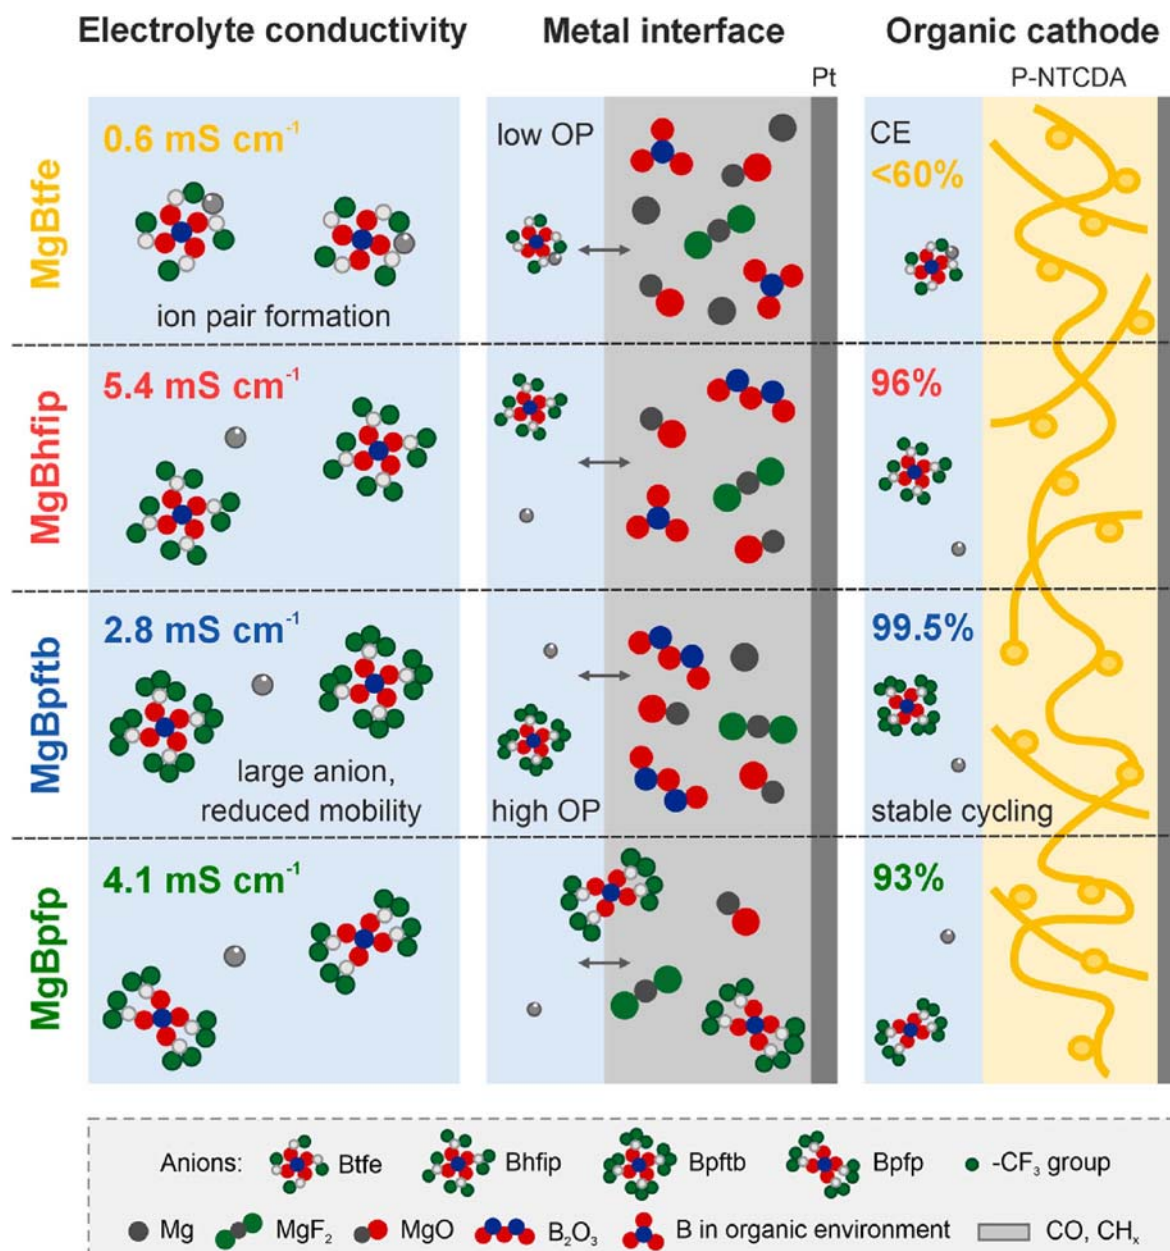 Electrolyte conductivity Metal interface Organic cathode
Pt P-NTCDA
MgBtfe
0.6 mS cm⁻¹
ion pair formation
low OP
CE
<60%
MgBhfip
5.4 mS cm⁻¹
96%
MgBpftb
2.8 mS cm⁻¹
large anion,
reduced mobility
high OP
99.5%
stable cycling
MgBpfp
4.1 mS cm⁻¹
93%
Anions: Btfe Bhfip Bpftb Bpfp -CF₃ group
Mg MgF₂ MgO B₂O₃ B in organic environment CO, CHₓ